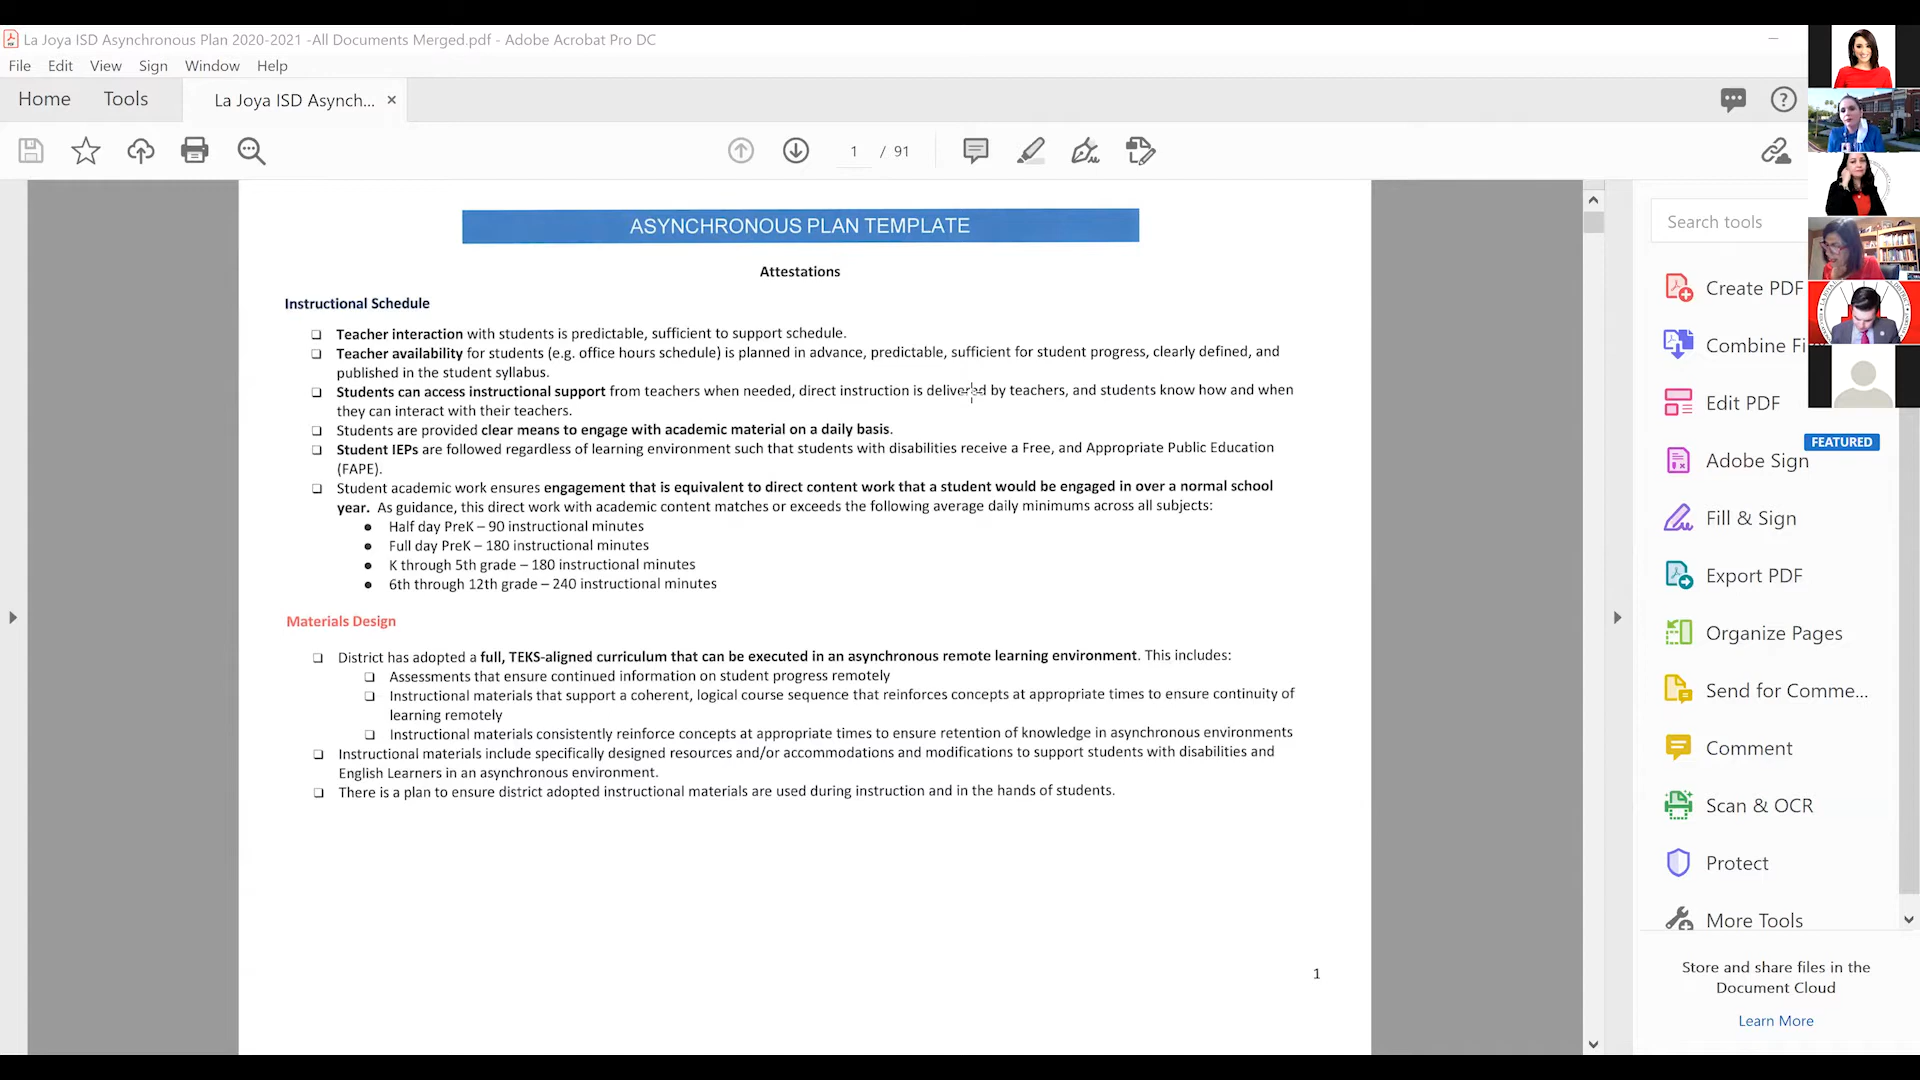 La Joya ISD Asynchronous Plan 2020-2021 -All Documents Merged.pdf - Adobe Acrobat Pro DC
File Edit View Sign Window Help
Home Tools La Joya ISD Asynch... ×
1 / 91
ASYNCHRONOUS PLAN TEMPLATE
Attestations
Instructional Schedule
❏ Teacher interaction with students is predictable, sufficient to support schedule.
❏ Teacher availability for students (e.g. office hours schedule) is planned in advance, predictable, sufficient for student progress, clearly defined, and
published in the student syllabus.
❏ Students can access instructional support from teachers when needed, direct instruction is delivered by teachers, and students know how and when
they can interact with their teachers.
❏ Students are provided clear means to engage with academic material on a daily basis.
❏ Student IEPs are followed regardless of learning environment such that students with disabilities receive a Free, and Appropriate Public Education
(FAPE).
❏ Student academic work ensures engagement that is equivalent to direct content work that a student would be engaged in over a normal school
year. As guidance, this direct work with academic content matches or exceeds the following average daily minimums across all subjects:
● Half day PreK – 90 instructional minutes
● Full day PreK – 180 instructional minutes
● K through 5th grade – 180 instructional minutes
● 6th through 12th grade – 240 instructional minutes
Materials Design
❏ District has adopted a full, TEKS-aligned curriculum that can be executed in an asynchronous remote learning environment. This includes:
❏ Assessments that ensure continued information on student progress remotely
❏ Instructional materials that support a coherent, logical course sequence that reinforces concepts at appropriate times to ensure continuity of
learning remotely
❏ Instructional materials consistently reinforce concepts at appropriate times to ensure retention of knowledge in asynchronous environments
❏ Instructional materials include specifically designed resources and/or accommodations and modifications to support students with disabilities and
English Learners in an asynchronous environment.
❏ There is a plan to ensure district adopted instructional materials are used during instruction and in the hands of students.
1
Search tools
Create PDF
Combine Fi
Edit PDF
FEATURED
Adobe Sign
Fill & Sign
Export PDF
Organize Pages
Send for Comme...
Comment
Scan & OCR
Protect
More Tools
Store and share files in the
Document Cloud
Learn More